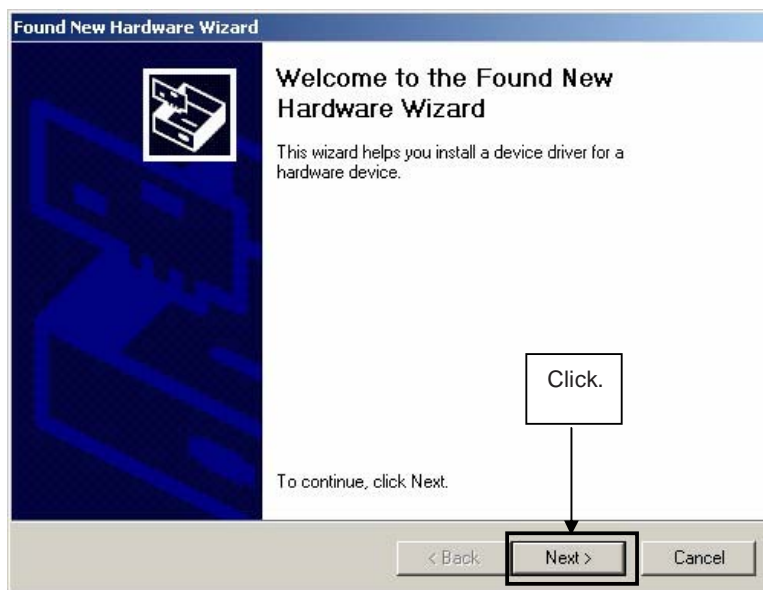 Found New Hardware Wizard
Welcome to the Found New
Hardware Wizard
This wizard helps you install a device driver for a
hardware device.
Click.
To continue, click Next.
< Back
Next >
Cancel